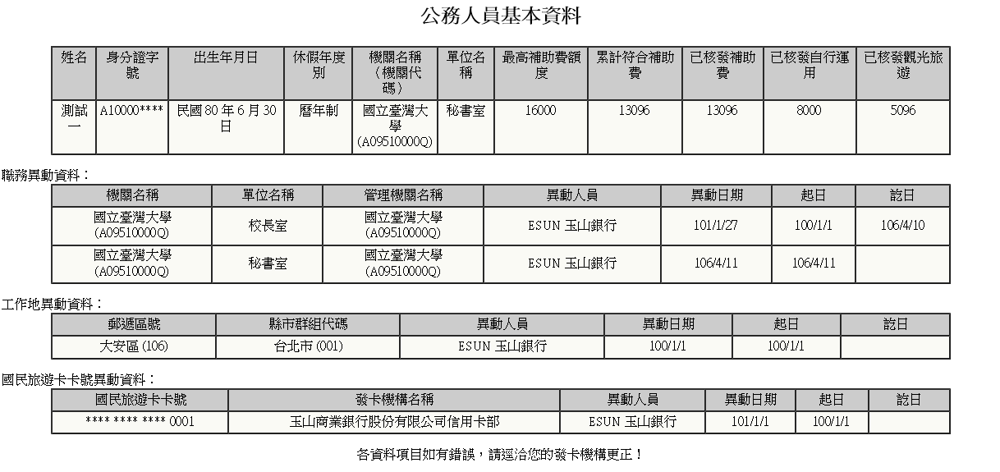 公務人員基本資料
姓名 身分證字號 出生年月日 休假年度別 機關名稱（機關代碼） 單位名稱 最高補助費額度 累計符合補助費 已核發補助費 已核發自行運用 已核發觀光旅遊
測試一 A10000**** 民國 80 年 6 月 30 日 曆年制 國立臺灣大學(A09510000Q) 秘書室 16000 13096 13096 8000 5096
職務異動資料：
機關名稱 單位名稱 管理機關名稱 異動人員 異動日期 起日 訖日
國立臺灣大學(A09510000Q) 校長室 國立臺灣大學(A09510000Q) ESUN 玉山銀行 101/1/27 100/1/1 106/4/10
國立臺灣大學(A09510000Q) 秘書室 國立臺灣大學(A09510000Q) ESUN 玉山銀行 106/4/11 106/4/11
工作地異動資料：
郵遞區號 縣市群組代碼 異動人員 異動日期 起日 訖日
大安區 (106) 台北市 (001) ESUN 玉山銀行 100/1/1 100/1/1
國民旅遊卡卡號異動資料：
國民旅遊卡卡號 發卡機構名稱 異動人員 異動日期 起日 訖日
**** **** **** 0001 玉山商業銀行股份有限公司信用卡部 ESUN 玉山銀行 101/1/1 100/1/1
各資料項目如有錯誤，請逕洽您的發卡機構更正！